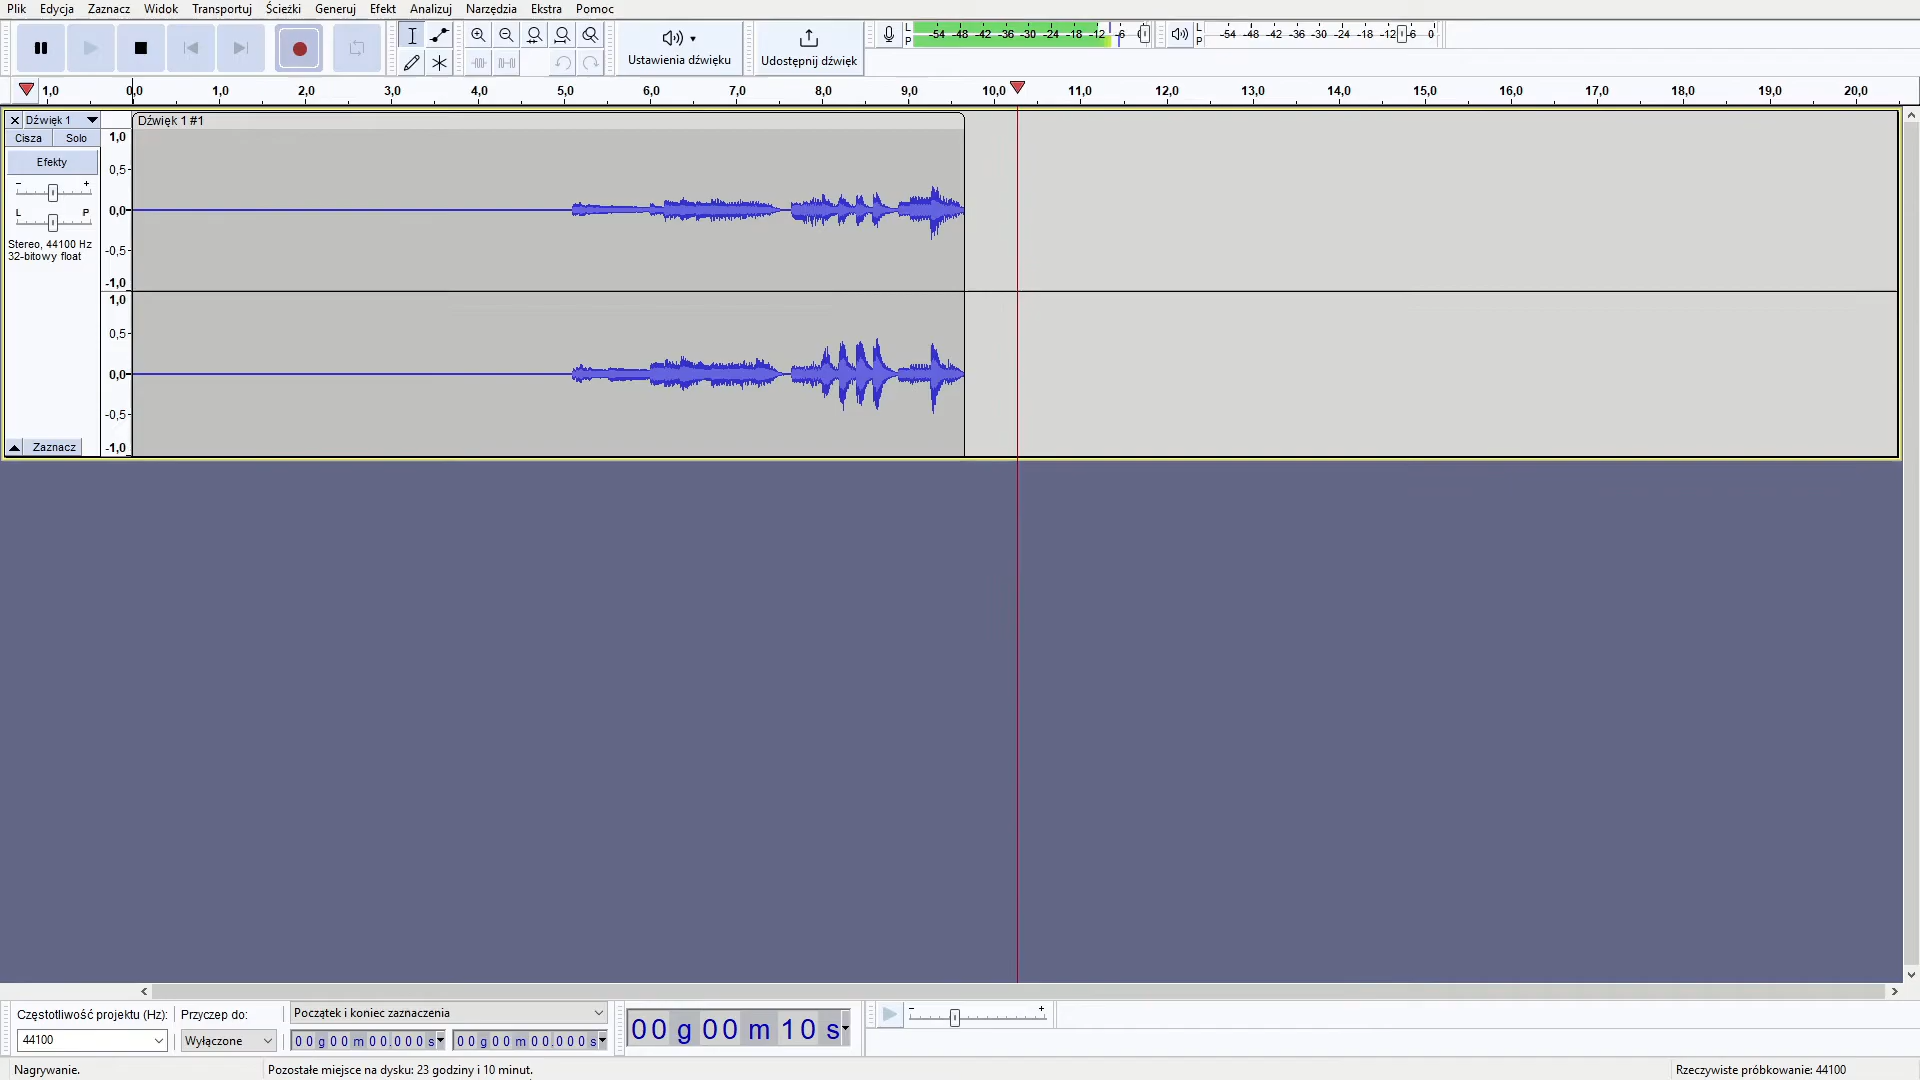 Plik Edycja Zaznacz Widok Transportuj Ścieżki Generuj Efekt Analizuj Narzędzia Ekstra Pomoc
L -54 -48 -42 -36 -30 -24 -18 -12 -6 0 L -54 -48 -42 -36 -30 -24 -18 -12 -6 0
P P
Ustawienia dźwięku Udostępnij dźwięk
1,0 0,0 1,0 2,0 3,0 4,0 5,0 6,0 7,0 8,0 9,0 10,0 11,0 12,0 13,0 14,0 15,0 16,0 17,0 18,0 19,0 20,0
Dźwięk 1 Dźwięk 1 #1
Cisza Solo 1,0
Efekty 0,5
- +
L P 0,0
Stereo, 44100 Hz -0,5
32-bitowy float
-1,0
1,0
0,5
0,0
-0,5
Zaznacz -1,0
Częstotliwość projektu (Hz): Przyczep do: Początek i koniec zaznaczenia
44100 Wyłączone 00 g 00 m 00.000 s 00 g 00 m 00.000 s 00 g 00 m 10 s - +
Nagrywanie. Pozostałe miejsce na dysku: 23 godziny i 10 minut. Rzeczywiste próbkowanie: 44100